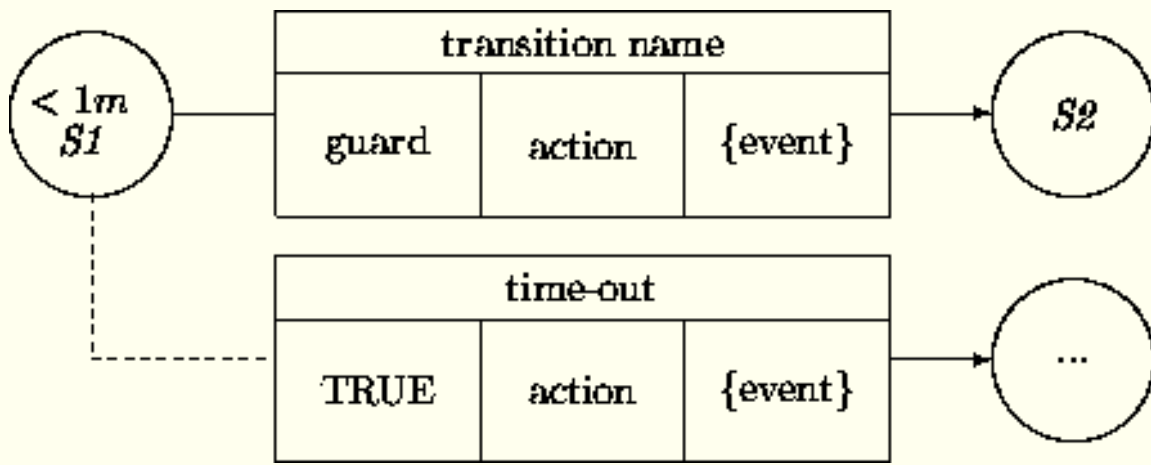 transition name
< 1m
S1
guard
action
{event}
S2
time-out
TRUE
action
{event}
...